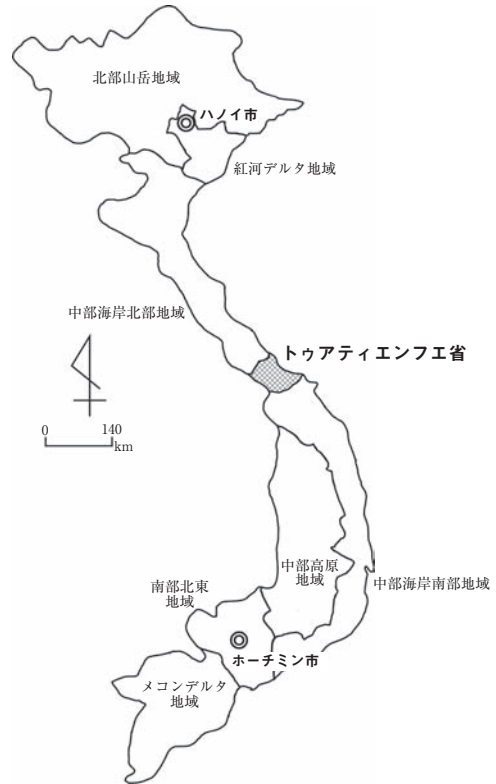 北部山岳地域
ハノイ市
紅河デルタ地域
中部海岸北部地域
トゥアティエンフエ省
0 140
km
中部高原
地域
中部海岸南部地域
南部北東
地域
ホーチミン市
メコンデルタ
地域